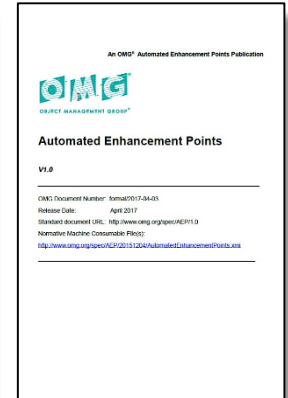 An OMG® Automated Enhancement Points Publication
OMG
OBJECT MANAGEMENT GROUP®
Automated Enhancement Points
V1.0
OMG Document Number: formal/2017-04-03
Release Date: April 2017
Standard document URL: http://www.omg.org/spec/AEP/1.0
Normative Machine Consumable File(s):
http://www.omg.org/spec/AEP/20151204/AutomatedEnhancementPoints.xmi